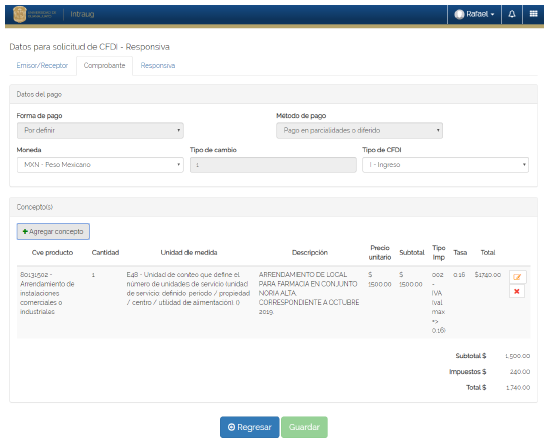 UNIVERSIDAD DE
GUANAJUATO
Intraug
Rafael
Datos para solicitud de CFDI - Responsiva
Emisor/Receptor
Comprobante
Responsiva
Datos del pago
Forma de pago
Método de pago
Por definir
Pago en parcialidades o diferido
Moneda
Tipo de cambio
Tipo de CFDI
MXN - Peso Mexicano
1
I - Ingreso
Concepto(s)
+ Agregar concepto
Cve producto
Cantidad
Unidad de medida
Descripción
Precio
unitario
Subtotal
Tipo
Imp
Tasa
Total
80131502 -
Arrendamiento de
instalaciones
comerciales o
industriales
1
E48 - Unidad de conteo que define el
número de unidades de servicio (unidad
de servicio: definido periodo / propiedad
/ centro / utilidad de alimentación). ()
ARRENDAMIENTO DE LOCAL
PARA FARMACIA EN CONJUNTO
NORIA ALTA,
CORRESPONDIENTE A OCTUBRE
2019.
$
1500.00
$
1500.00
002
-
IVA
(val
max
=>
0.16)
0.16
$1740.00
Subtotal $
1,500.00
Impuestos $
240.00
Total $
1,740.00
Regresar
Guardar